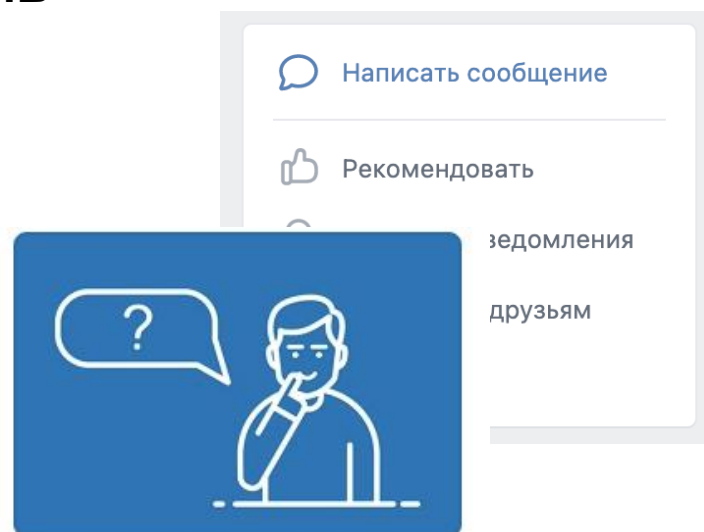 Написать сообщение
Рекомендовать
ведомления
друзьям
?